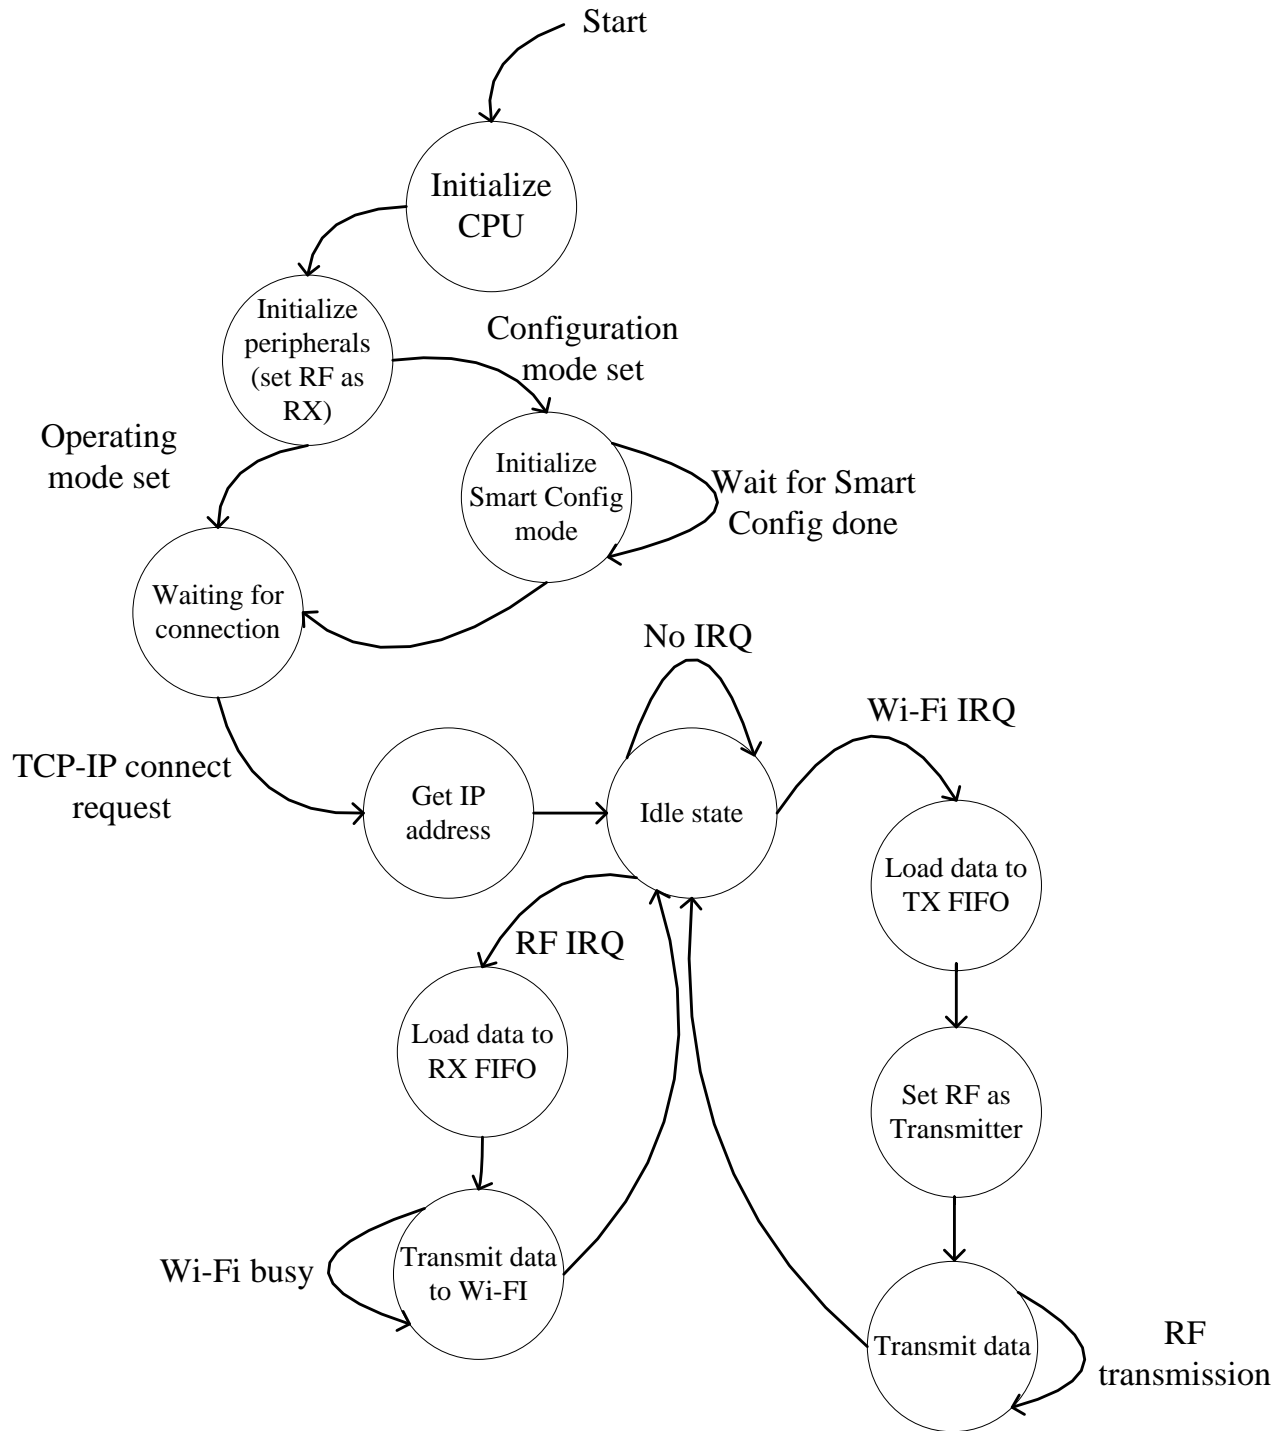 Start
Initialize
CPU
Initialize
peripherals
(set RF as
RX)
Configuration
mode set
Operating
mode set
Initialize
Smart Config
mode
Wait for Smart
Config done
Waiting for
connection
No IRQ
Wi-Fi IRQ
TCP-IP connect
request
Get IP
address
Idle state
Load data to
TX FIFO
RF IRQ
Load data to
RX FIFO
Set RF as
Transmitter
Wi-Fi busy
Transmit data
to Wi-FI
Transmit data
RF
transmission